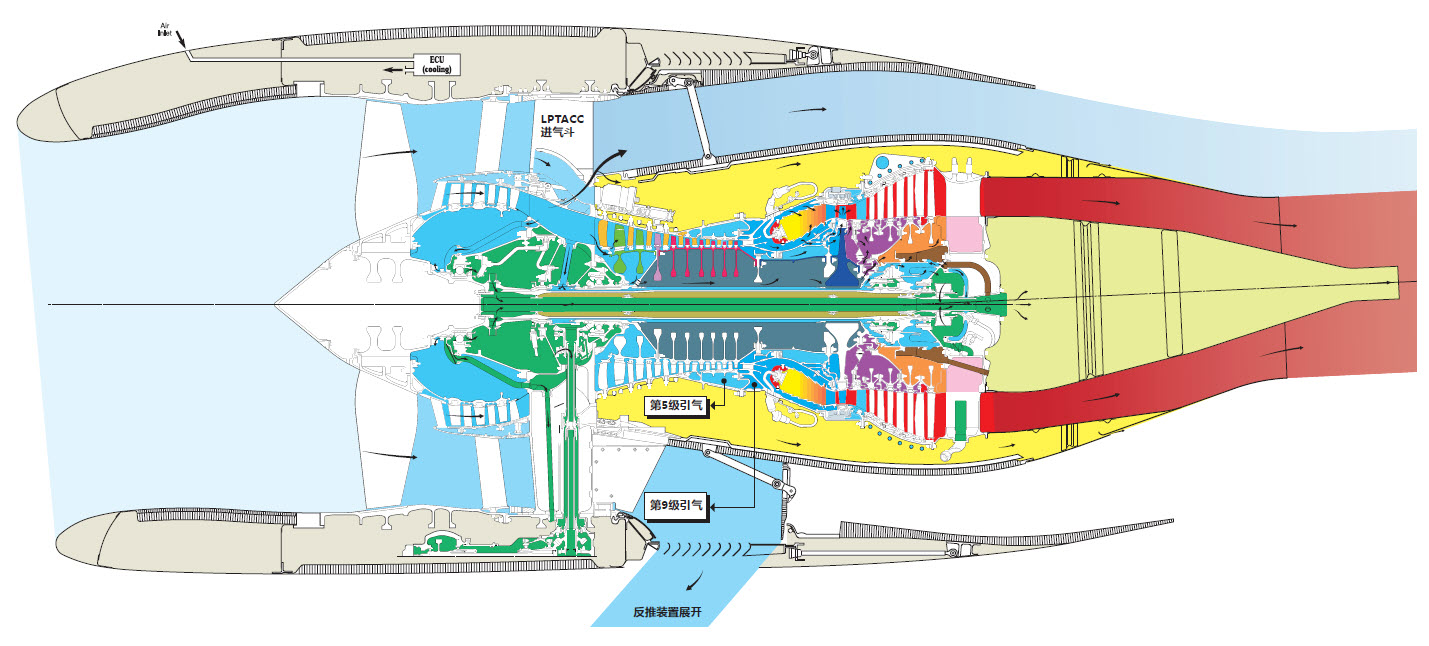 Air
Inlet
ECU
(cooling)
LPTACC
进气斗
第5级引气
第9级引气
反推装置展开